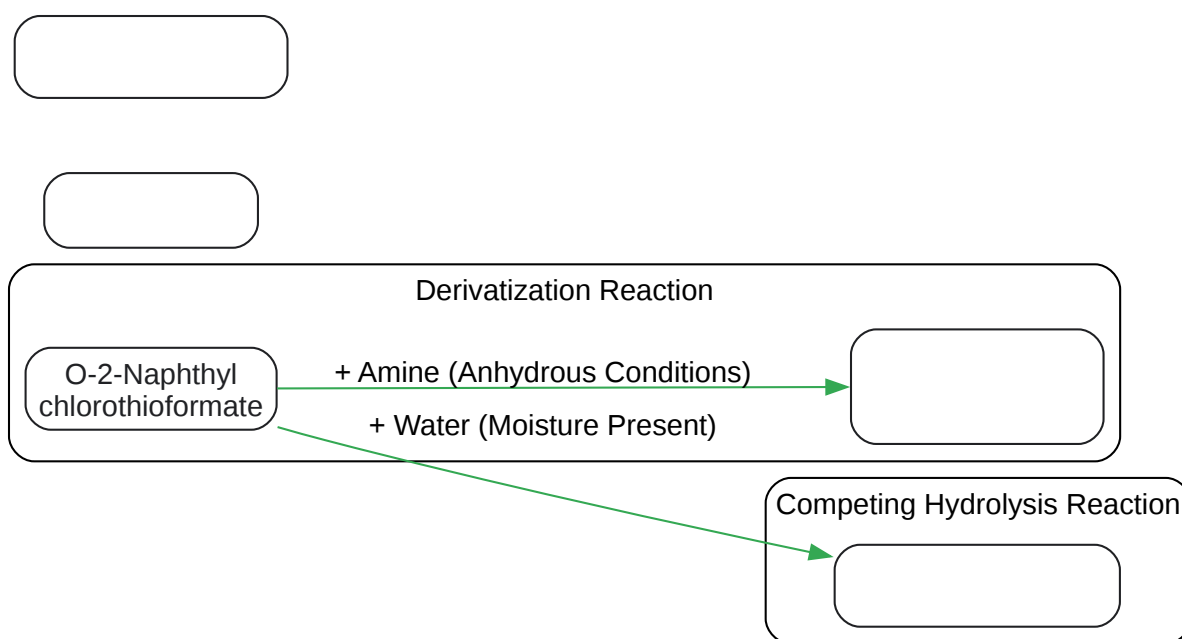 Derivatization Reaction
O-2-Naphthyl
chlorothioformate
+ Amine (Anhydrous Conditions)
+ Water (Moisture Present)
Competing Hydrolysis Reaction